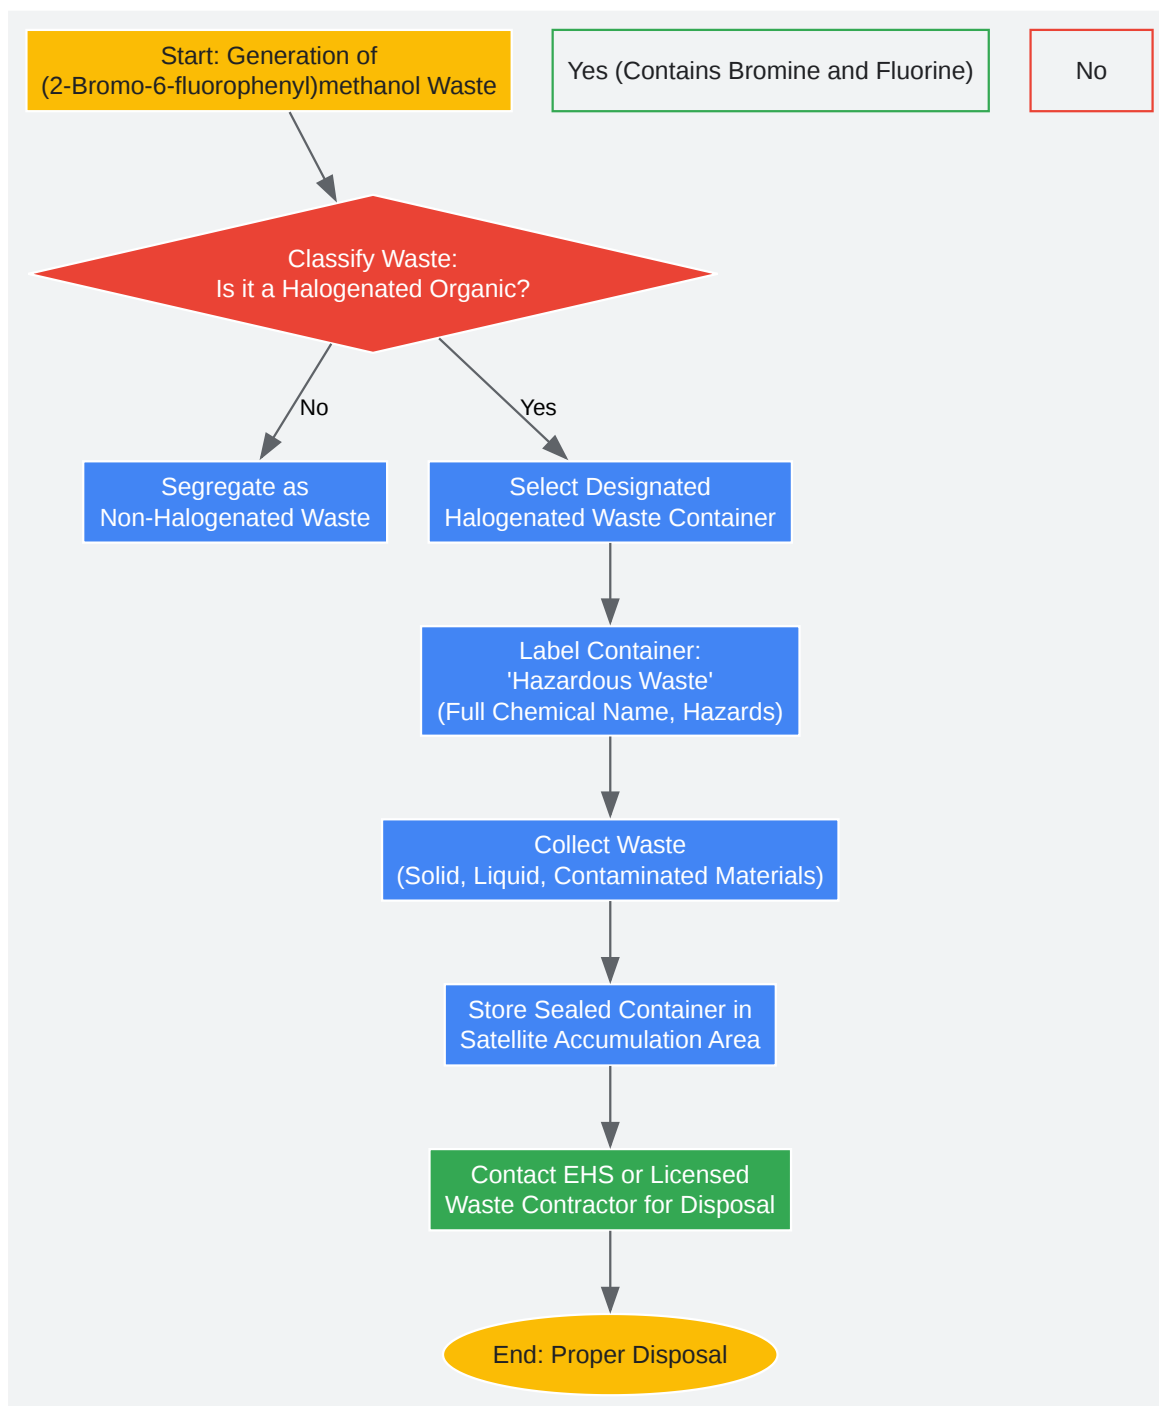 Start: Generation of
(2-Bromo-6-fluorophenyl)methanol Waste
Yes (Contains Bromine and Fluorine)
No
Classify Waste:
Is it a Halogenated Organic?
No
Yes
Segregate as
Non-Halogenated Waste
Select Designated
Halogenated Waste Container
Label Container:
'Hazardous Waste'
(Full Chemical Name, Hazards)
Collect Waste
(Solid, Liquid, Contaminated Materials)
Store Sealed Container in
Satellite Accumulation Area
Contact EHS or Licensed
Waste Contractor for Disposal
End: Proper Disposal